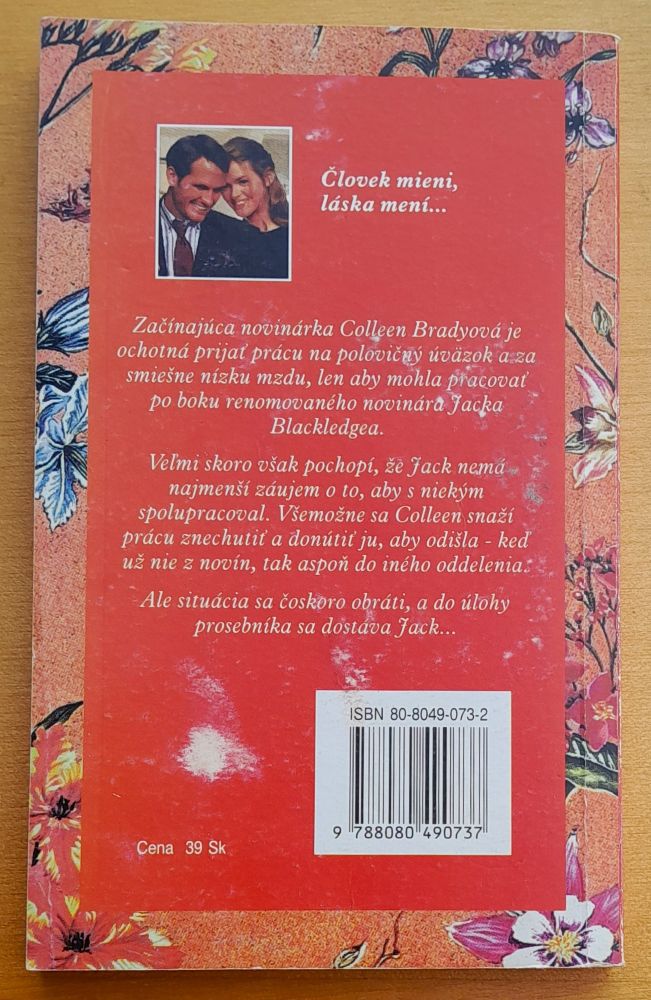 Človek mieni,
láska mení...
Začínajúca novinárka Colleen Bradyová je
ochotná prijať prácu na polovičný úväzok a za
smiešne nízku mzdu, len aby mohla pracovať
po boku renomovaného novinára Jacka
Blackledgea.
Veľmi skoro však pochopí, že Jack nemá
najmenší záujem o to, aby s niekým
spolupracoval. Všemožne sa Colleen snaží
prácu znechutiť a donútiť ju, aby odišla - keď
už nie z novín, tak aspoň do iného oddelenia.
Ale situácia sa čoskoro obráti, a do úlohy
prosebníka sa dostáva Jack...
ISBN 80-8049-073-2
9 788080 490737
Cena 39 Sk